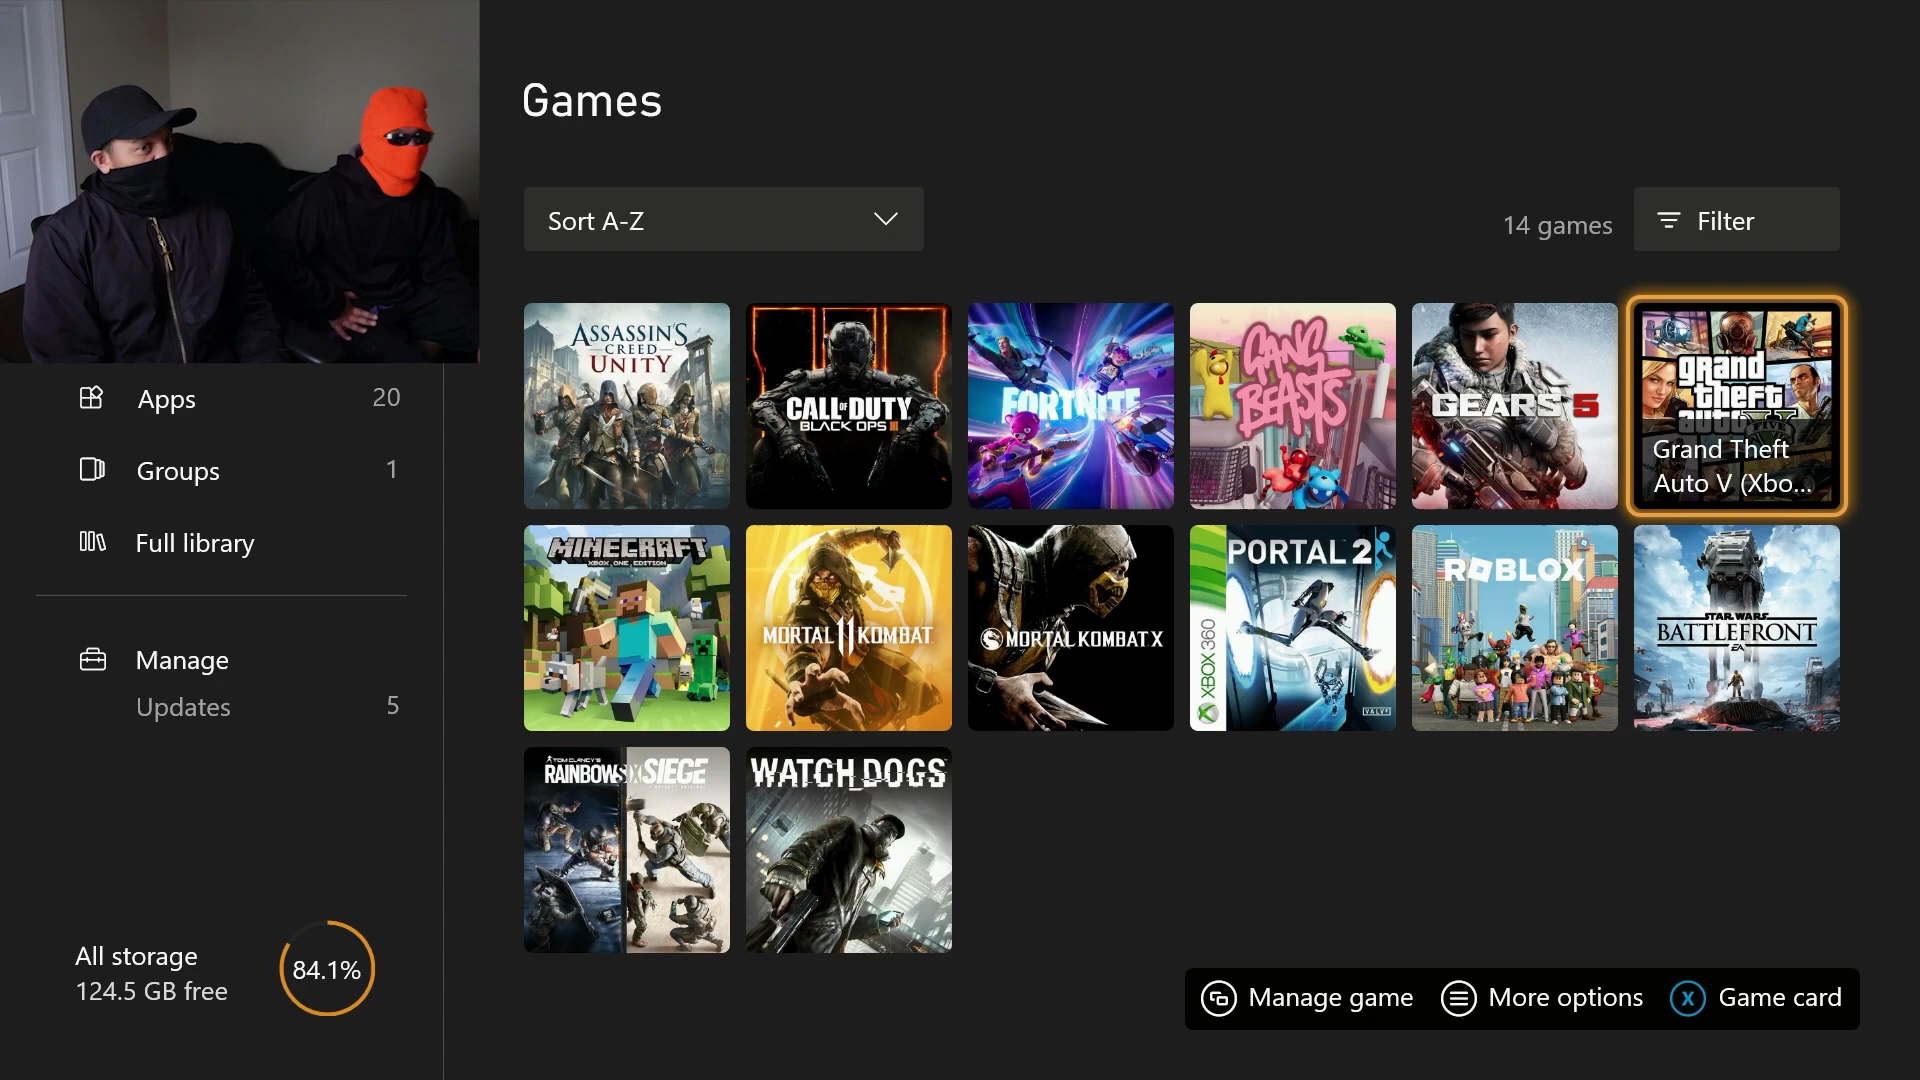 Games
Sort A-Z
14 games
Filter
Apps 20
Groups 1
Full library
Manage
Updates 5
All storage
124.5 GB free
84.1%
ASSASSIN'S
CREED
UNITY
CALL OF DUTY
BLACK OPS III
FORTNITE
GANG
BEASTS
GEARS 5
grand
theft
auto V
FIVE
Grand Theft
Auto V (Xbo...
MINECRAFT
XBOX ONE EDITION
MORTAL 11 KOMBAT
MORTAL KOMBAT X
PORTAL 2
XBOX 360
VALVE
ROBLOX
STAR WARS
BATTLEFRONT
EA
TOM CLANCY'S
RAINBOW SIX SIEGE
WATCH_DOGS
Manage game
More options
X Game card